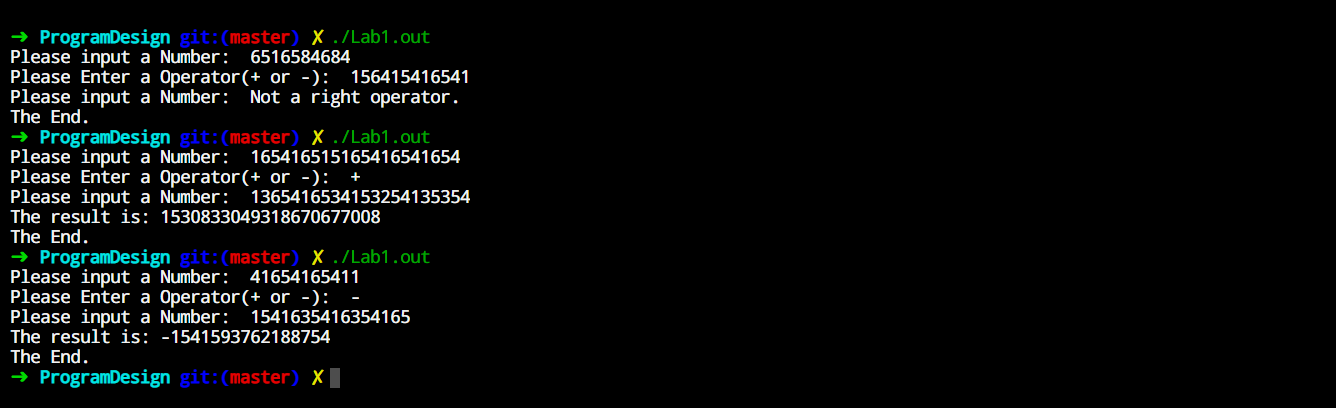 ➜ ProgramDesign git:(master) ✗ ./Lab1.out
Please input a Number:  6516584684
Please Enter a Operator(+ or -):  156415416541
Please input a Number:  Not a right operator.
The End.
➜ ProgramDesign git:(master) ✗ ./Lab1.out
Please input a Number:  165416515165416541654
Please Enter a Operator(+ or -):  +
Please input a Number:  1365416534153254135354
The result is: 1530833049318670677008
The End.
➜ ProgramDesign git:(master) ✗ ./Lab1.out
Please input a Number:  41654165411
Please Enter a Operator(+ or -):  -
Please input a Number:  1541635416354165
The result is: -1541593762188754
The End.
➜ ProgramDesign git:(master) ✗